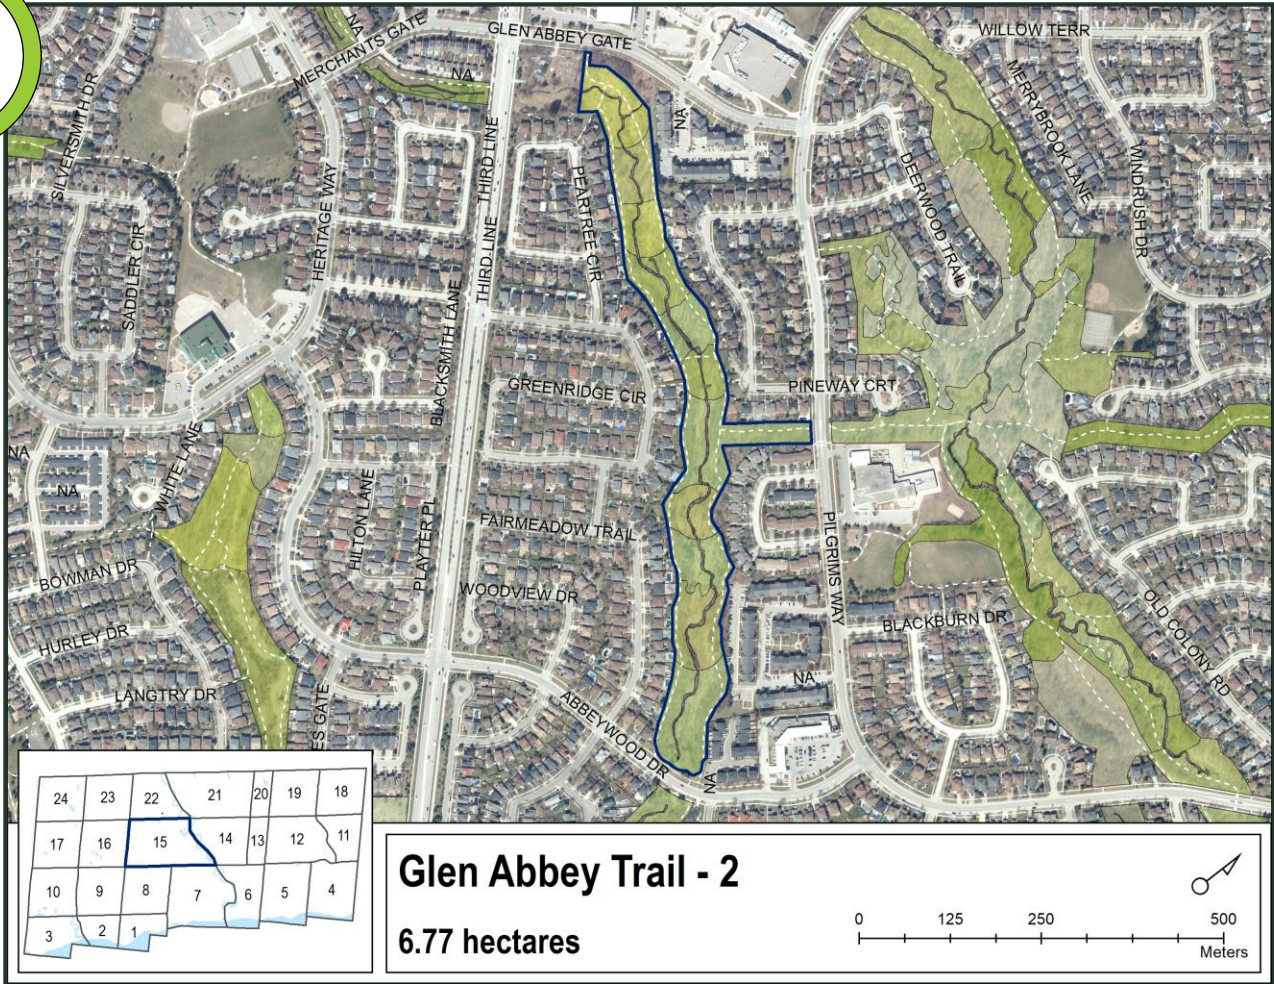 WILLOW TERR
NA
MERCHANTS GATE
GLEN ABBEY GATE
NA
MERRYBROOK LANE
SILVERSMITH DR
NA
THIRD LINE
WINDRUSH DR
DEERWOOD TRAIL
HERITAGE WAY
PEARTREE CIR
SADDLER CIR
THIRD LINE
BLACKSMITH LANE
GREENRIDGE CIR
PINEWAY CRT
NA
WHITE LANE
NA
HILTON LANE
PLAYTER PL
FAIRMEADOW TRAIL
PILGRIMS WAY
BOWMAN DR
WOODVIEW DR
BLACKBURN DR
OLD COLONY RD
HURLEY DR
NA
LANGTRY DR
ES GATE
ABBEYWOOD DR
NA
24 23 22 21 20 19 18
17 16 15 14 13 12 11
10 9 8 7 6 5 4
3 2 1
Glen Abbey Trail - 2
6.77 hectares
0 125 250 500
Meters